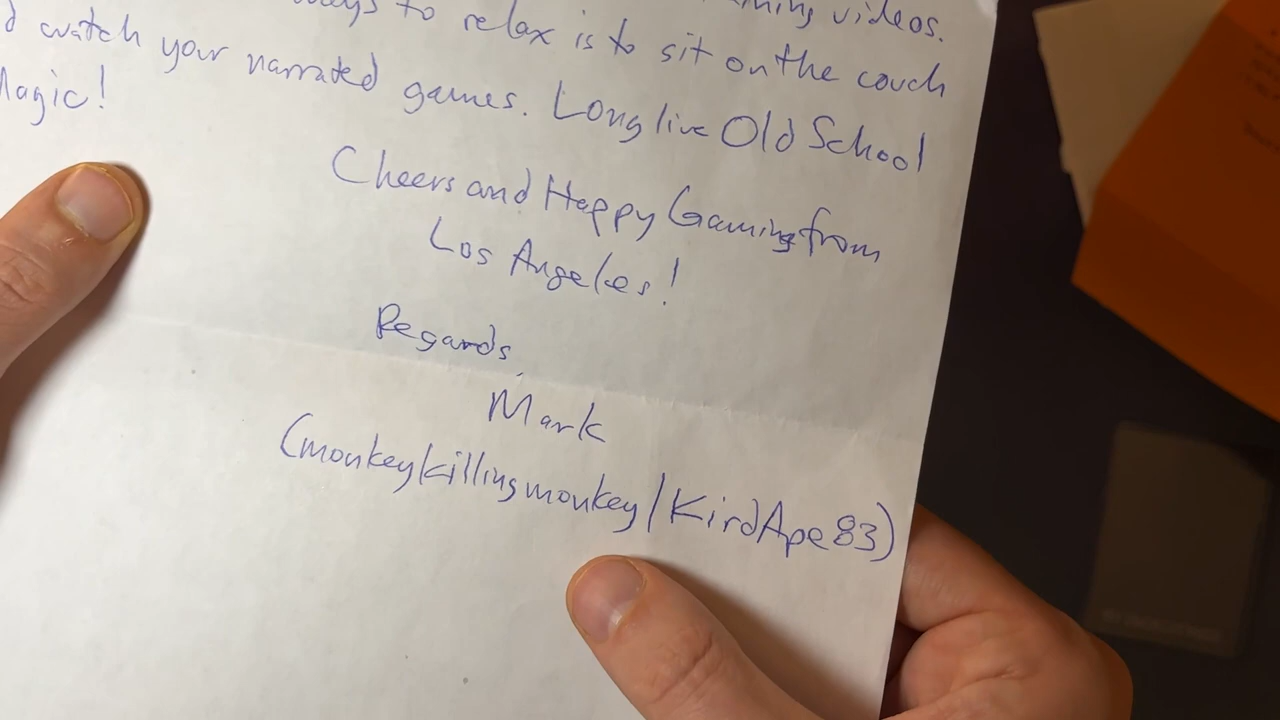 ways to relax is to sit on the couch
watch your narrated games. Long live Old School
Magic!
Cheers and Happy Gaming from
Los Angeles!
Regards,
Mark
(monkeykillingmonkey/KirdApe83)
videos.